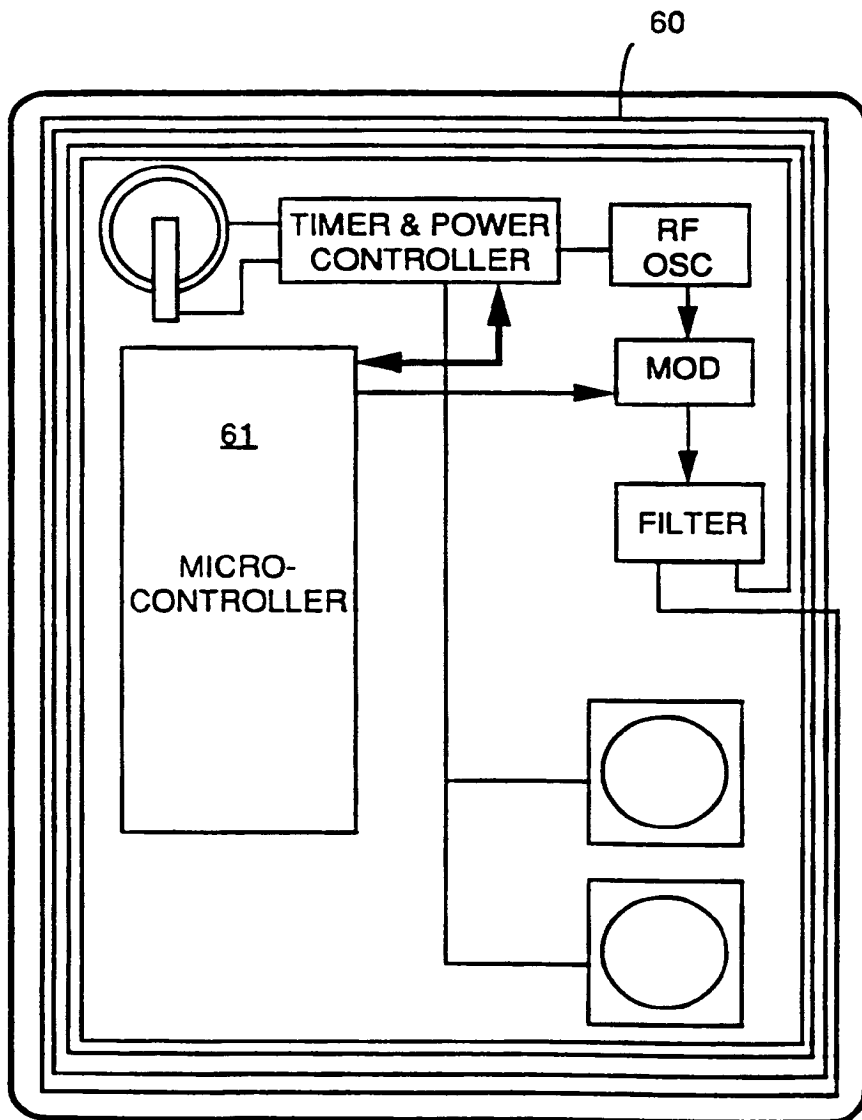 60
TIMER & POWER
CONTROLLER
RF
OSC
MOD
61
FILTER
MICRO-
CONTROLLER